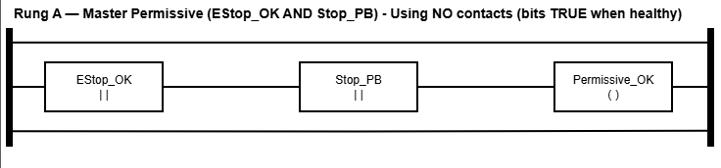 Rung A — Master Permissive (EStop_OK AND Stop_PB) - Using NO contacts (bits TRUE when healthy)
EStop_OK Stop_PB Permissive_OK
| | | | ( )